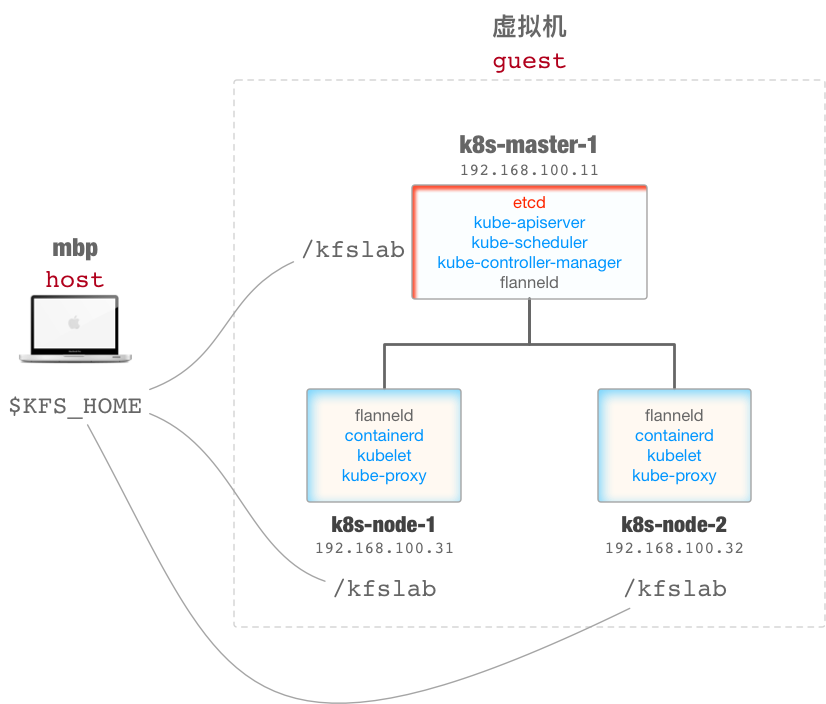 虚拟机
guest
k8s-master-1
192.168.100.11
etcd
kube-apiserver
kube-scheduler
kube-controller-manager
flanneld
/kfslab
mbp
host
$KFS_HOME
flanneld
containerd
kubelet
kube-proxy
k8s-node-1
192.168.100.31
/kfslab
flanneld
containerd
kubelet
kube-proxy
k8s-node-2
192.168.100.32
/kfslab